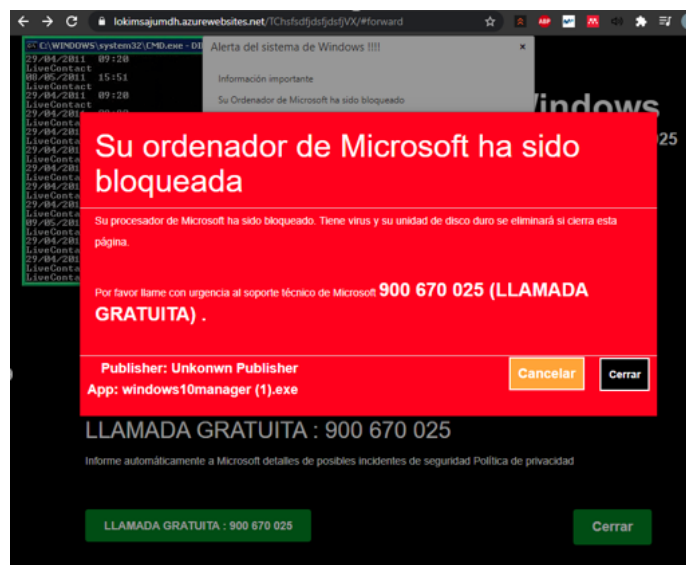 lokimsajumdh.azurewebsites.net/TChsfsdfjdsfjdsfjVX/#forward
C:\WINDOWS\system32\CMD.exe - DI
Alerta del sistema de Windows !!!!
×
29/04/2011 09:20
LiveContact
08/05/2011 15:51
LiveContact
29/04/2011 09:20
LiveContact
Información importante
Su Ordenador de Microsoft ha sido bloqueado
indows
25
Su ordenador de Microsoft ha sido
bloqueada
Su procesador de Microsoft ha sido bloqueado. Tiene virus y su unidad de disco duro se eliminará si cierra esta
página.
Por favor llame con urgencia al soporte técnico de Microsoft 900 670 025 (LLAMADA
GRATUITA) .
Publisher: Unkonwn Publisher
App: windows10manager (1).exe
Cancelar
Cerrar
LLAMADA GRATUITA : 900 670 025
Informe automáticamente a Microsoft detalles de posibles incidentes de seguridad Política de privacidad
LLAMADA GRATUITA : 900 670 025
Cerrar